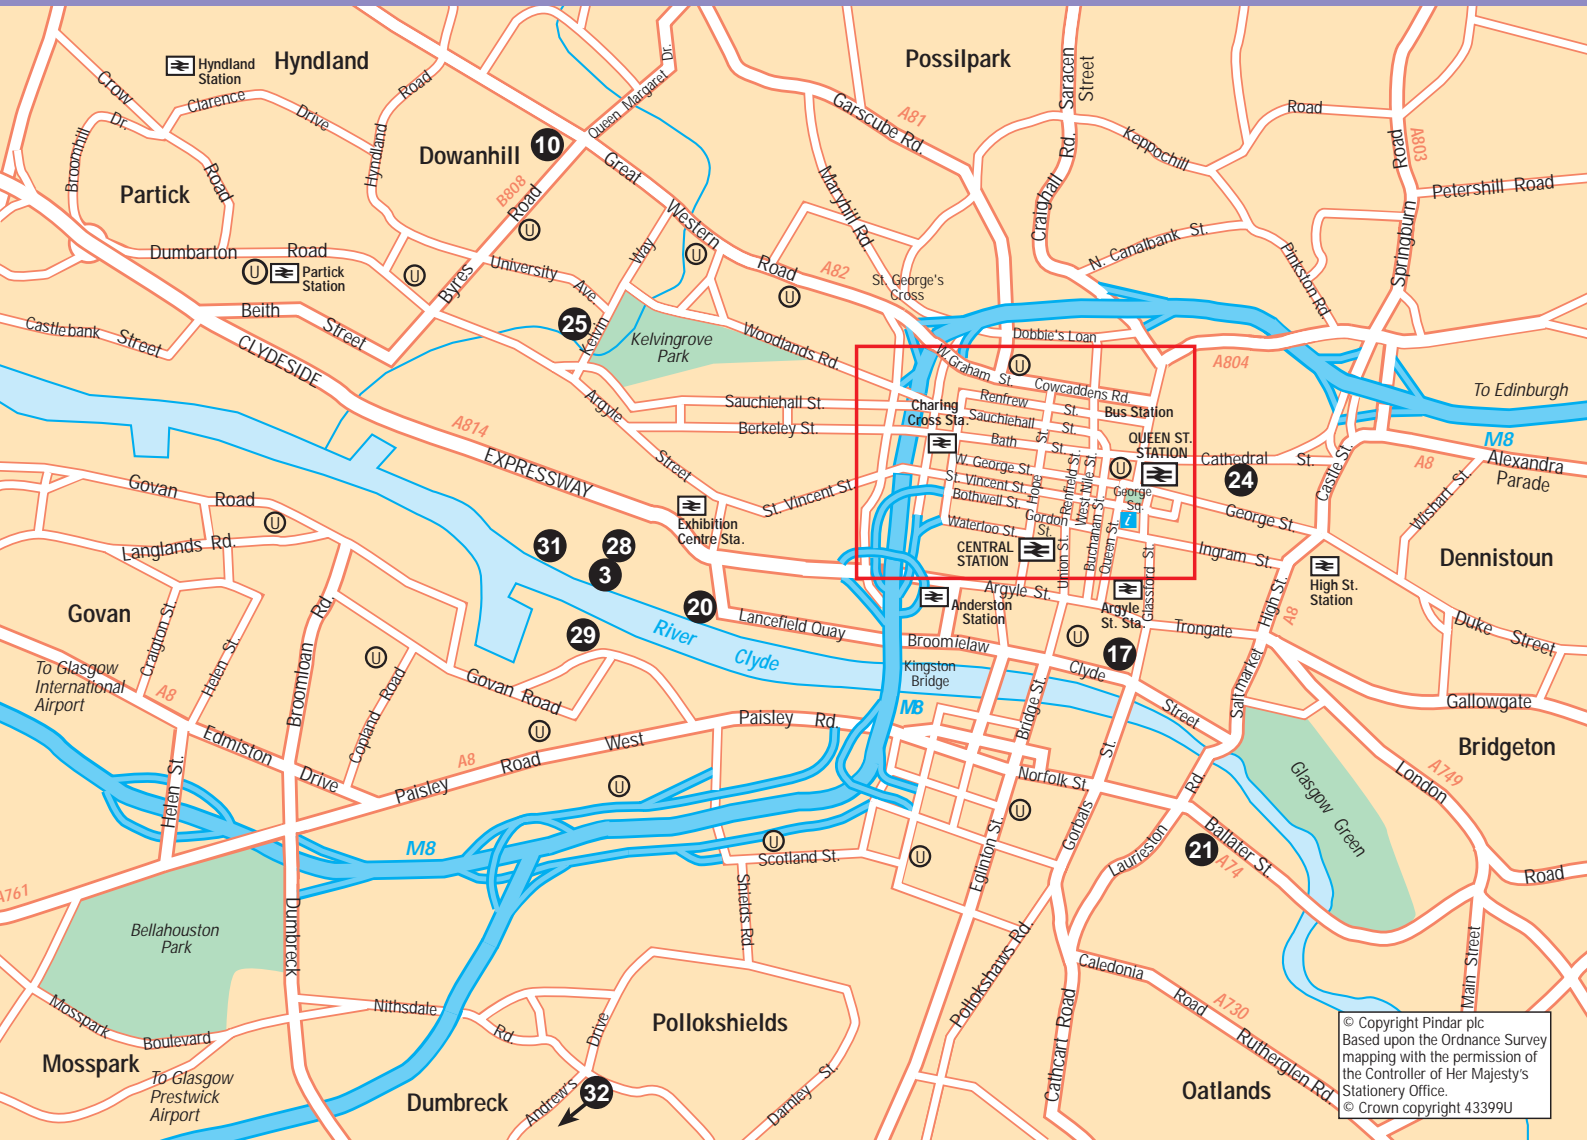 Hyndland
Station
Hyndland
Possilpark
Crow
Road
Clarence
Drive
Hyndland
Road
Queen Margaret Dr.
Saracen
Street
Garscube Rd.
A81
Road
A803
Broomhill
Dr.
Dowanhill
10
Great
Western
Road
A82
Maryhill Rd.
Craighall
Rd.
Keppochhill
Springburn
Road
Petershill Road
Partick
B808
Byres
Road
Dumbarton
Road
U
Partick
Station
U
U
U
U
University
Ave.
Way
Kelvin
St. George's
Cross
N. Canalbank St.
Pinkston Rd.
Beith
Street
Castlebank
Street
CLYDESIDE
A814
EXPRESSWAY
25
Kelvingrove
Park
Woodlands Rd.
Dobbie's Loan
A804
To Edinburgh
M8
W. Graham St.
U
Cowcaddens Rd.
Renfrew
St.
Charing
Cross Sta.
Sauchiehall
St.
Bus Station
Sauchiehall St.
Berkeley St.
Argyle
Street
Bath
St.
QUEEN ST.
STATION
U
Cathedral
St.
24
Castle St.
A8
Alexandra
Parade
W. George St.
St. Vincent St.
Bothwell St.
Hope
St.
Renfield St.
West Nile St.
George
Sq.
i
George St.
Wishart St.
Govan
Road
U
Langlands Rd.
Exhibition
Centre Sta.
St. Vincent St.
Waterloo St.
Gordon
St.
CENTRAL
STATION
Union St.
Buchanan St.
Queen St.
Glassford St.
Ingram St.
High St.
A8
High St.
Station
Dennistoun
31
28
3
20
29
Govan
Craigton St.
Helen St.
Broomloan
Rd.
River
Clyde
Lancefield Quay
Anderston
Station
Argyle St.
Argyle
St. Sta.
Broomielaw
U
17
Trongate
Duke
Street
To Glasgow
International
Airport
A8
U
Copland
Road
Govan Road
Kingston
Bridge
M8
Clyde
Street
Saltmarket
Gallowgate
Edmiston
Drive
Helen St.
U
Paisley
Road
West
A8
Paisley
Rd.
Bridge St.
Bridgeton
London
Road
A749
U
Norfolk St.
U
Gorbals
St.
Glasgow Green
M8
U
Scotland St.
U
Eglinton St.
Laurieston
Rd.
21
Ballater St.
A74
A761
Bellahouston
Park
Dumbreck
Shields Rd.
Pollokshaws Rd.
Caledonia
Road
A730
Rutherglen Rd.
Main Street
Mosspark
Boulevard
Nithsdale
Rd.
Andrew's
Drive
Pollokshields
Cathcart Road
Mosspark
To Glasgow
Prestwick
Airport
Dumbreck
32
Darnley
St.
Oatlands
© Copyright Pindar plc
Based upon the Ordnance Survey
mapping with the permission of
the Controller of Her Majesty's
Stationery Office.
© Crown copyright 43399U